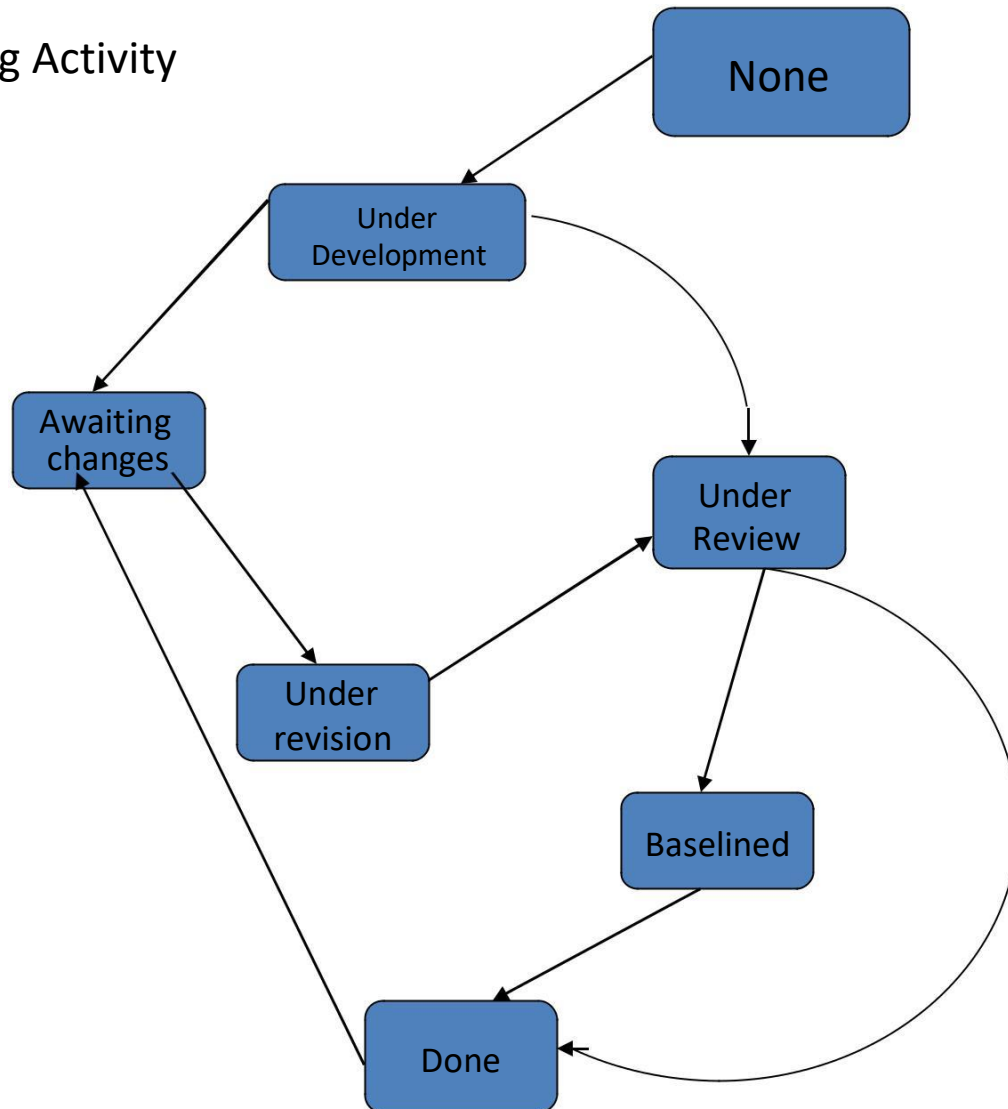 g Activity
None
Under
Development
Awaiting
changes
Under
Review
Under
revision
Baselined
Done